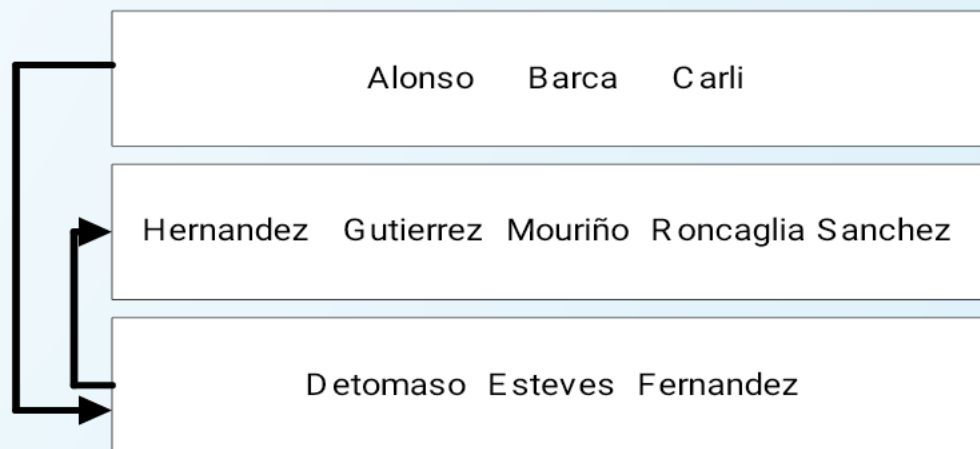 Alonso Barca Carli
Hernandez Gutierrez Mouriño Roncaglia Sanchez
Detomaso Esteves Fernandez